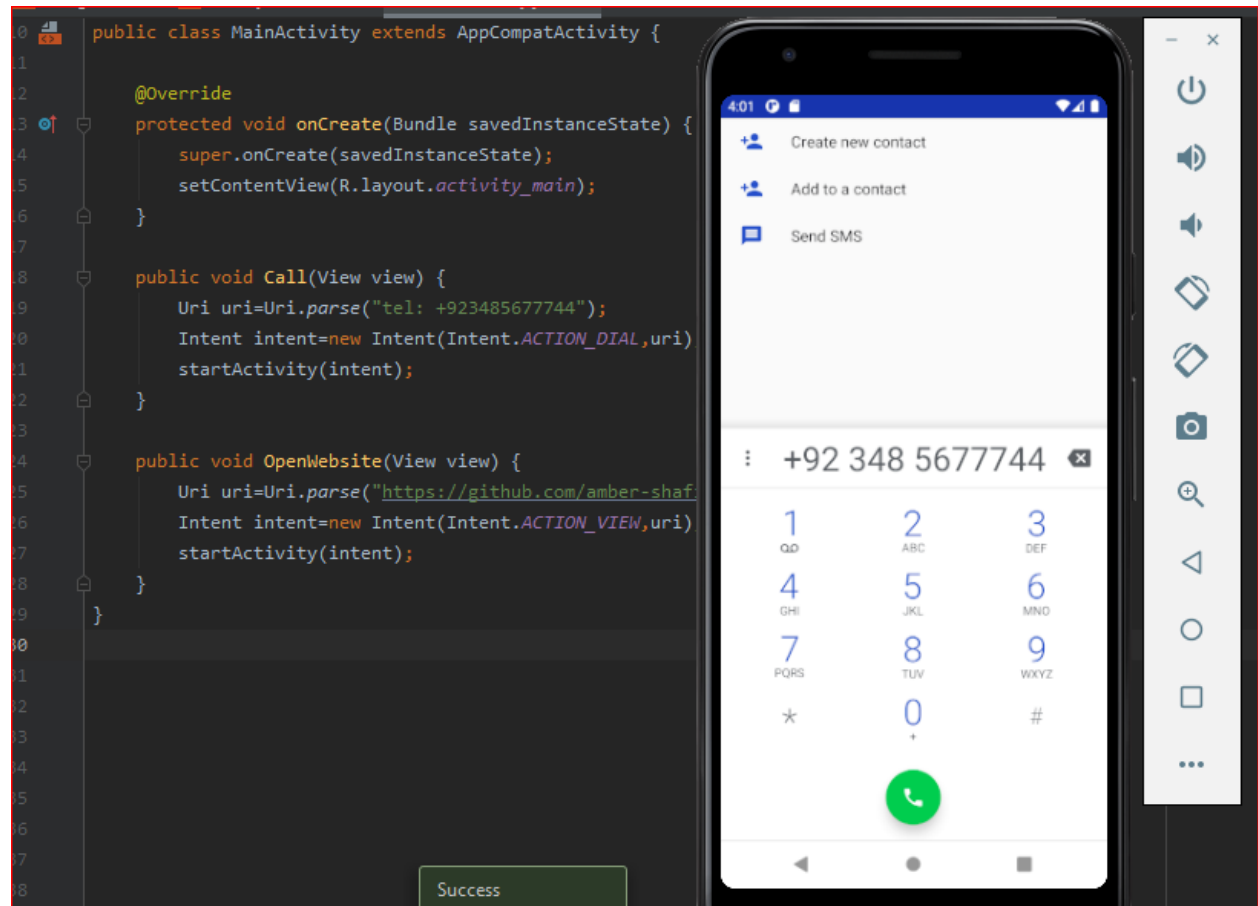 public class MainActivity extends AppCompatActivity {
@Override
protected void onCreate(Bundle savedInstanceState) {
super.onCreate(savedInstanceState);
setContentView(R.layout.activity_main);
}
public void Call(View view) {
Uri uri=Uri.parse("tel: +923485677744");
Intent intent=new Intent(Intent.ACTION_DIAL,uri)
startActivity(intent);
}
public void OpenWebsite(View view) {
Uri uri=Uri.parse("https://github.com/amber-shaf
Intent intent=new Intent(Intent.ACTION_VIEW,uri)
startActivity(intent);
}
}
30
Success
4:01
Create new contact
Add to a contact
Send SMS
+92 348 5677744
1 2 3
ABC DEF
4 5 6
GHI JKL MNO
7 8 9
PQRS TUV WXYZ
* 0 #
+